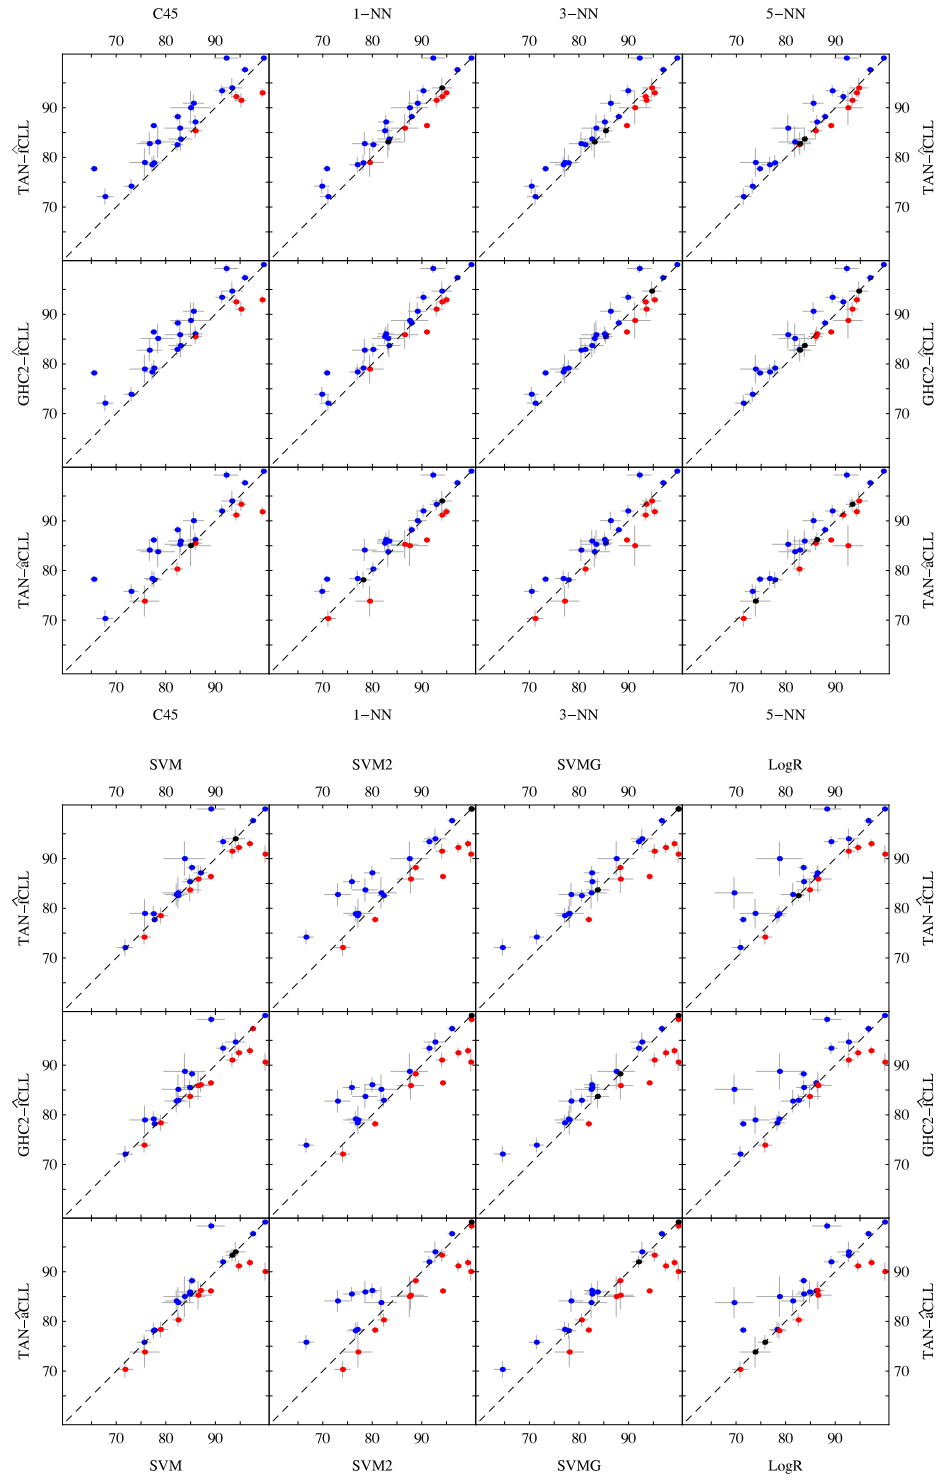 C45 1−NN 3−NN 5−NN
70 80 90 70 80 90 70 80 90 70 80 90
90 90
80 80
70 70
TAN−f̂CLL TAN−f̂CLL
90 90
80 80
70 70
GHC2−f̂CLL GHC2−f̂CLL
90 90
80 80
70 70
TAN−âCLL TAN−âCLL
70 80 90 70 80 90 70 80 90 70 80 90
C45 1−NN 3−NN 5−NN
SVM SVM2 SVMG LogR
70 80 90 70 80 90 70 80 90 70 80 90
90 90
80 80
70 70
TAN−f̂CLL TAN−f̂CLL
90 90
80 80
70 70
GHC2−f̂CLL GHC2−f̂CLL
90 90
80 80
70 70
TAN−âCLL TAN−âCLL
70 80 90 70 80 90 70 80 90 70 80 90
SVM SVM2 SVMG LogR